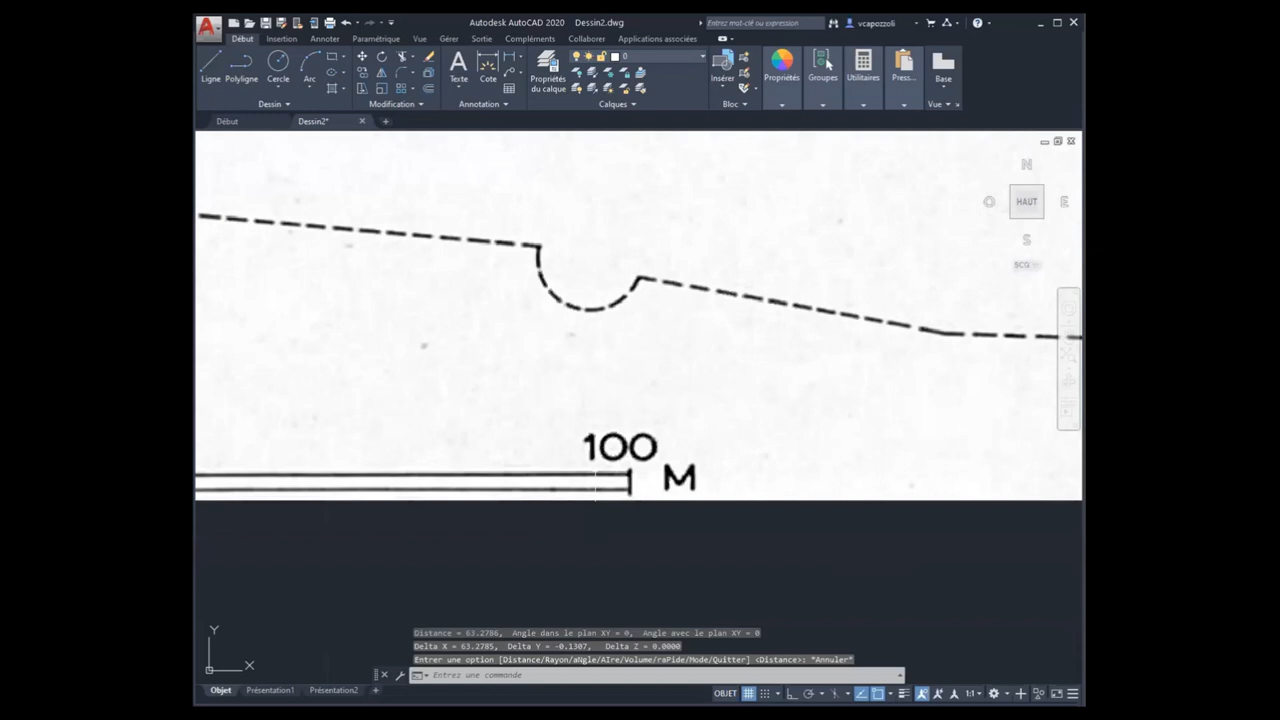 Autodesk AutoCAD 2020 Dessin2.dwg
Entrez mot-clé ou expression
vcapozzoli
Début Insertion Annoter Paramétrique Vue Gérer Sortie Compléments Collaborer Applications associées
Ligne Polyligne Cercle Arc
Texte Cote
Propriétés du calque
0
Insérer
Propriétés Groupes Utilitaires Press... Base
Dessin Modification Annotation Calques Bloc Vue
Début Dessin2*
N
O HAUT E
S
SCG
100
M
Distance = 63.2786, Angle dans le plan XY = 0, Angle avec le plan XY = 0
Delta X = 63.2785, Delta Y = -0.1307, Delta Z = 0.0000
Entrer une option [Distance/Rayon/aNgle/AIre/Volume/raPide/Mode/Quitter] <Distance>: *Annuler*
Y
X
Entrez une commande
Objet Présentation1 Présentation2
OBJET
1:1